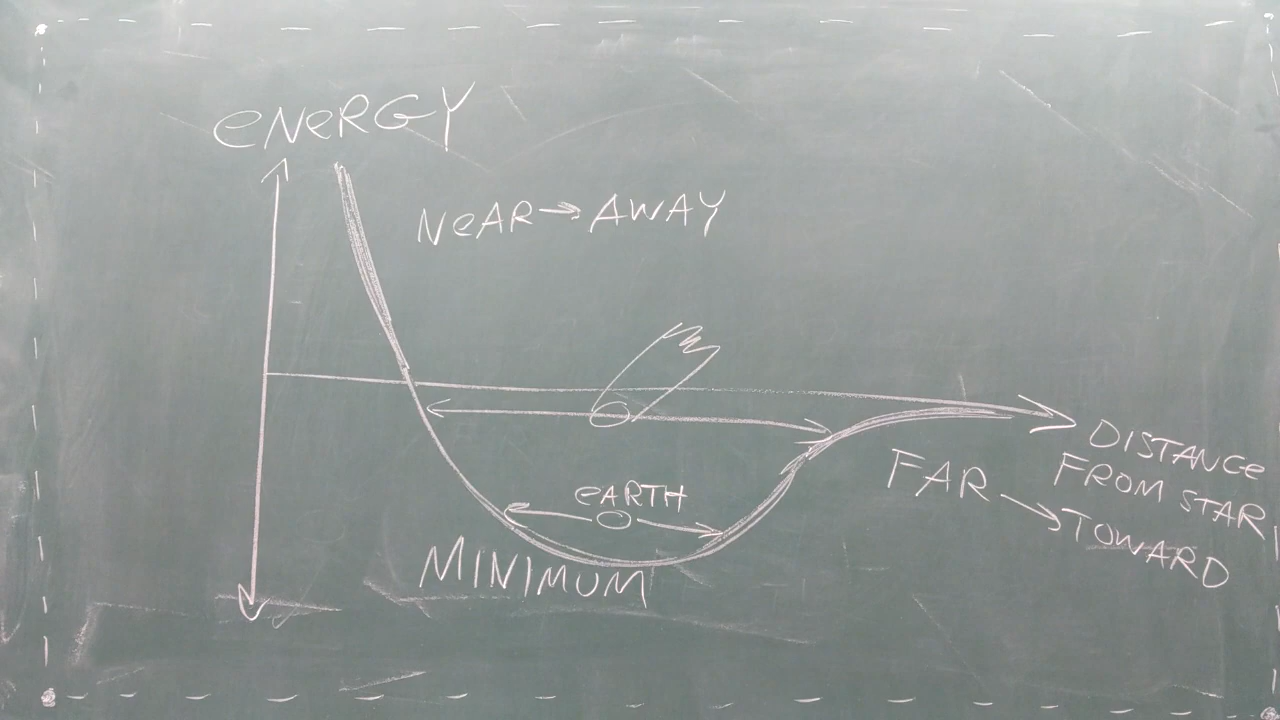 eNeRGY
NeAR → AWAY
eARTH
MINIMUM
DISTANCe
FROM STAR
FAR → TOWARD